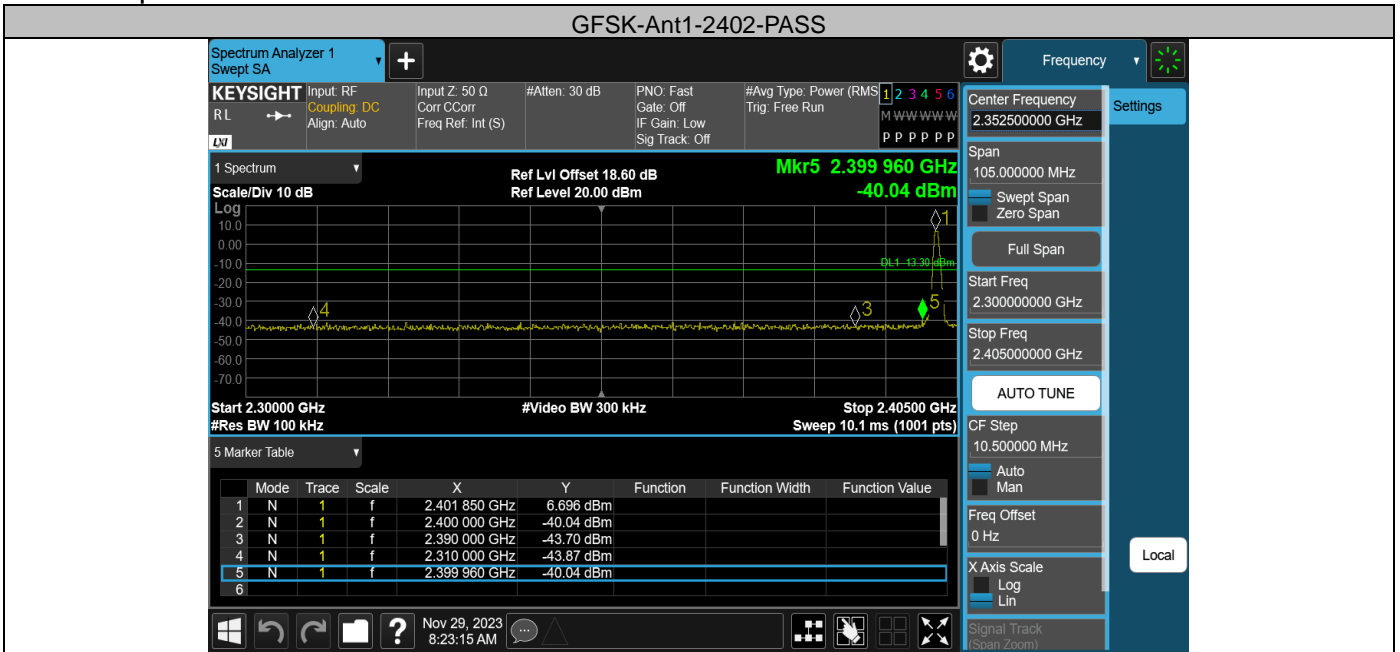 GFSK-Ant1-2402-PASS
Spectrum Analyzer 1
Swept SA
+
Frequency
KEYSIGHT
RL
LXI
Input: RF
Coupling: DC
Align: Auto
Input Z: 50 Ω
Corr CCorr
Freq Ref: Int (S)
#Atten: 30 dB
PNO: Fast
Gate: Off
IF Gain: Low
Sig Track: Off
#Avg Type: Power (RMS
Trig: Free Run
1 2 3 4 5 6
M W W W W W
P P P P P P
Center Frequency
2.352500000 GHz
Settings
Span
105.000000 MHz
Swept Span
Zero Span
Full Span
Start Freq
2.300000000 GHz
Stop Freq
2.405000000 GHz
AUTO TUNE
CF Step
10.500000 MHz
Auto
Man
Freq Offset
0 Hz
X Axis Scale
Log
Lin
Signal Track
(Span Zoom)
Local
1 Spectrum
Scale/Div 10 dB
Ref Lvl Offset 18.60 dB
Ref Level 20.00 dBm
Mkr5 2.399 960 GHz
-40.04 dBm
Log
10.0
0.00
-10.0
-20.0
-30.0
-40.0
-50.0
-60.0
-70.0
1
DL1 -13.30 dBm
4
3
5
Start 2.30000 GHz
#Res BW 100 kHz
#Video BW 300 kHz
Stop 2.40500 GHz
Sweep 10.1 ms (1001 pts)
5 Marker Table
Mode Trace Scale X Y Function Function Width Function Value
1 N 1 f 2.401 850 GHz 6.696 dBm
2 N 1 f 2.400 000 GHz -40.04 dBm
3 N 1 f 2.390 000 GHz -43.70 dBm
4 N 1 f 2.310 000 GHz -43.87 dBm
5 N 1 f 2.399 960 GHz -40.04 dBm
6
?
Nov 29, 2023
8:23:15 AM